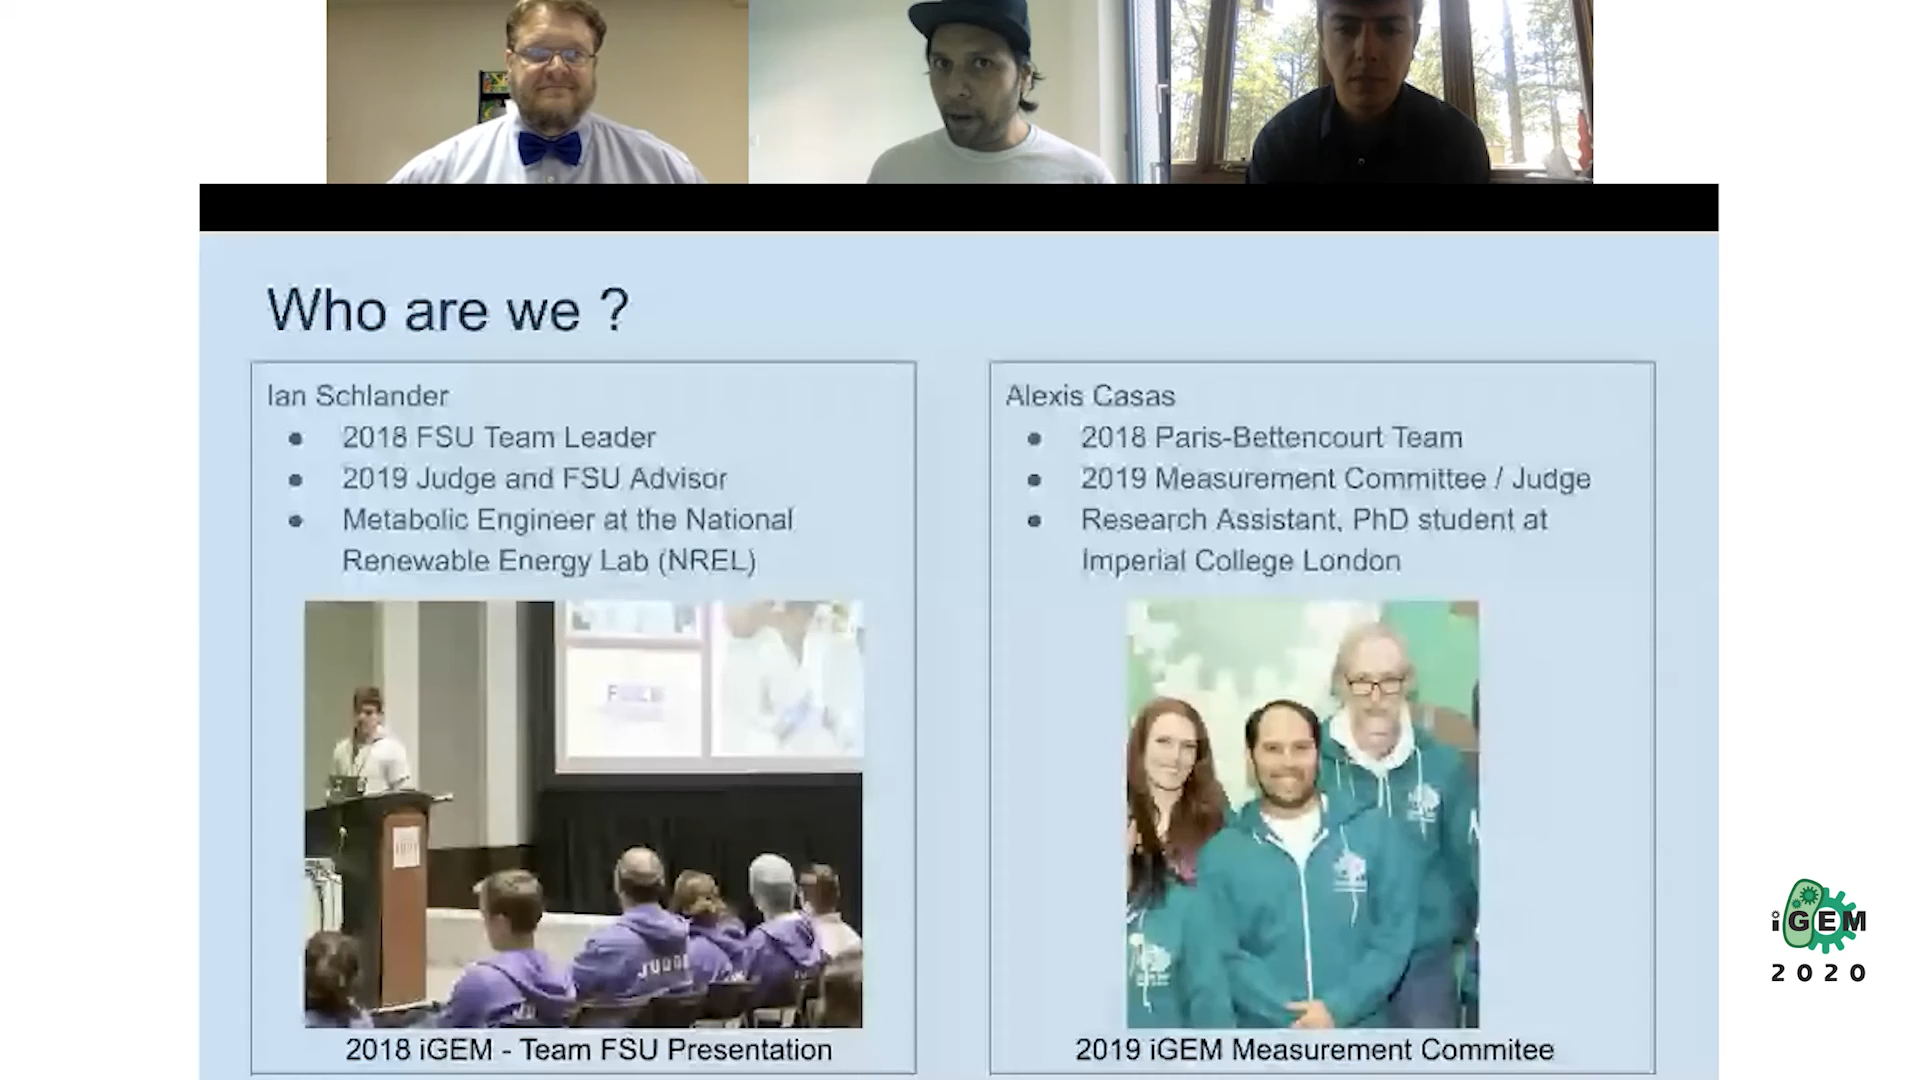 Who are we ?
Ian Schlander
● 2018 FSU Team Leader
● 2019 Judge and FSU Advisor
● Metabolic Engineer at the National
Renewable Energy Lab (NREL)
2018 iGEM - Team FSU Presentation
Alexis Casas
● 2018 Paris-Bettencourt Team
● 2019 Measurement Committee / Judge
● Research Assistant, PhD student at
Imperial College London
2019 iGEM Measurement Commitee
JUDGE
iGEM
2020